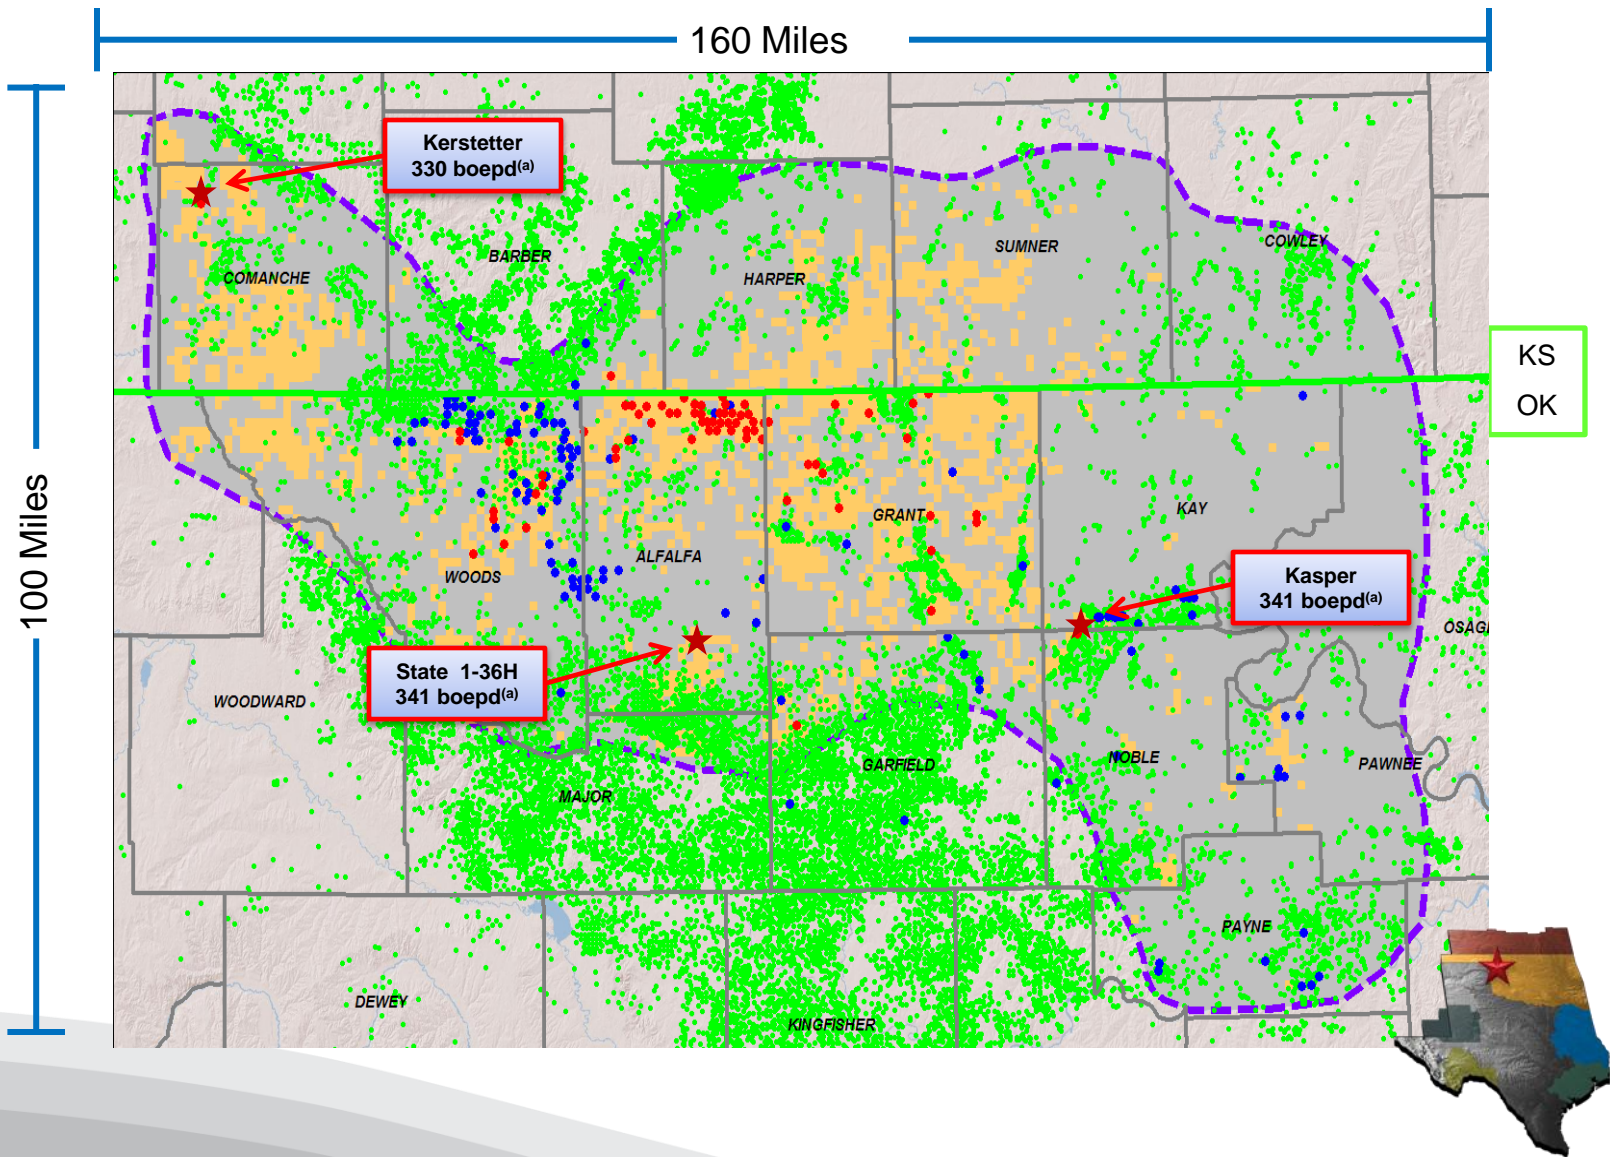 160 Miles
100 Miles
Kerstetter
330 boepd(a)
BARBER
SUMNER
COWLEY
COMANCHE
HARPER
KS
OK
GRANT
KAY
ALFALFA
WOODS
Kasper
341 boepd(a)
OSAG
State 1-36H
341 boepd(a)
WOODWARD
NOBLE
PAWNEE
GARFIELD
MAJOR
PAYNE
DEWEY
KINGFISHER